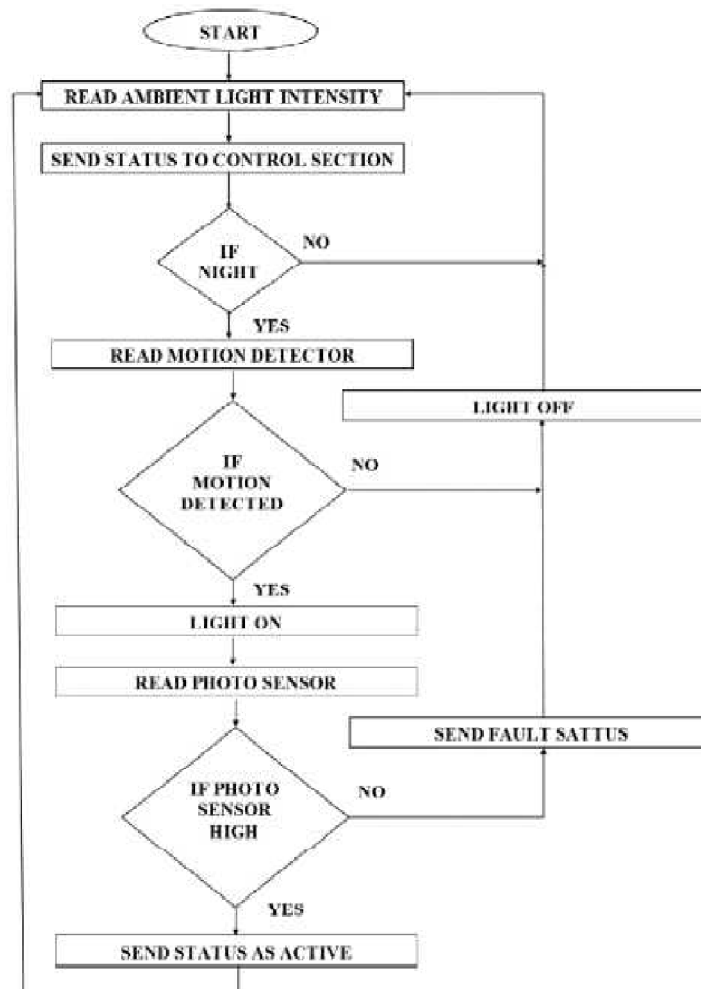 START
READ AMBIENT LIGHT INTENSITY
SEND STATUS TO CONTROL SECTION
IF
NIGHT
NO
YES
READ MOTION DETECTOR
LIGHT OFF
IF
MOTION
DETECTED
NO
YES
LIGHT ON
READ PHOTO SENSOR
SEND FAULT SATTUS
IF PHOTO
SENSOR
HIGH
NO
YES
SEND STATUS AS ACTIVE